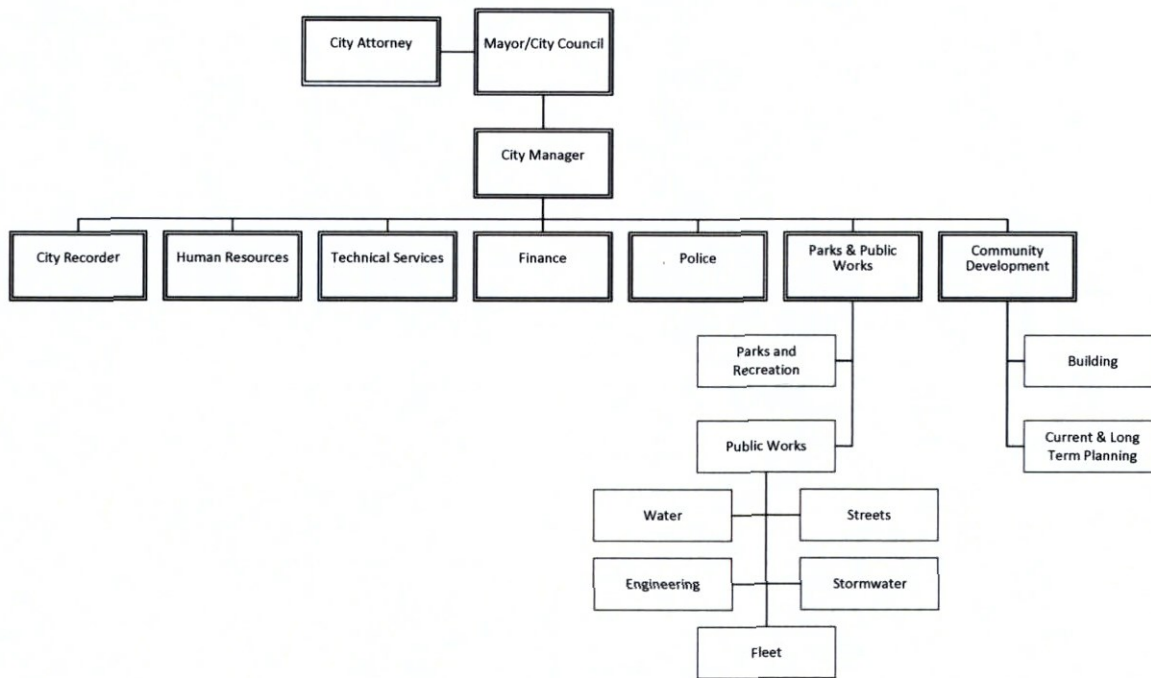 City Attorney
Mayor/City Council
City Manager
City Recorder
Human Resources
Technical Services
Finance
Police
Parks & Public
Works
Community
Development
Parks and
Recreation
Building
Public Works
Current & Long
Term Planning
Water
Streets
Engineering
Stormwater
Fleet